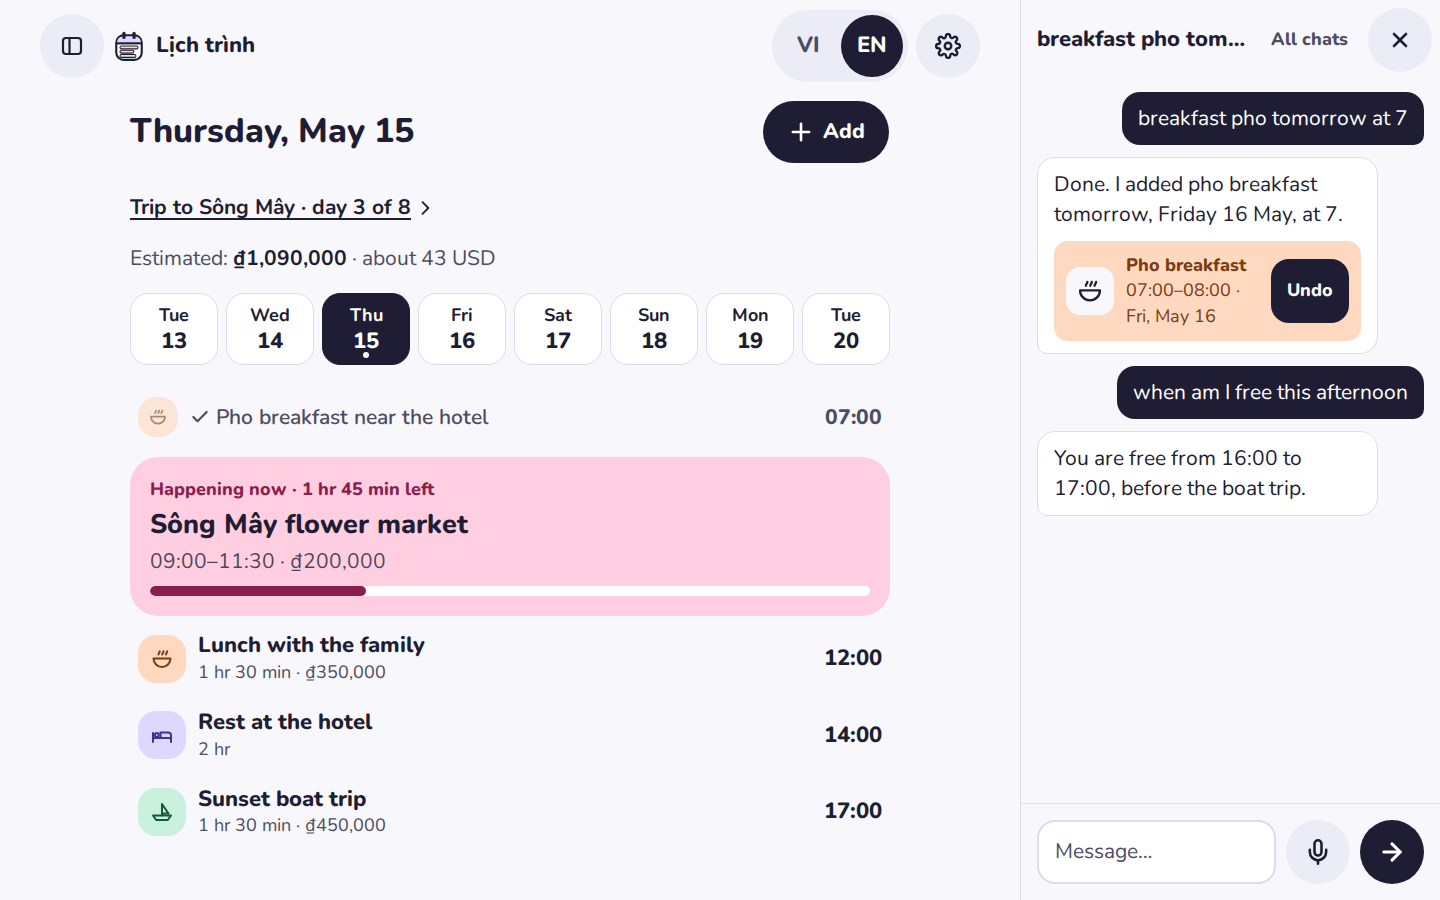 Lịch trình
VI EN
Thursday, May 15
Add
Trip to Sông Mây · day 3 of 8
Estimated: ₫1,090,000 · about 43 USD
Tue Wed Thu Fri Sat Sun Mon Tue
13 14 15 16 17 18 19 20
Pho breakfast near the hotel 07:00
Happening now · 1 hr 45 min left
Sông Mây flower market
09:00–11:30 · ₫200,000
Lunch with the family 12:00
1 hr 30 min · ₫350,000
Rest at the hotel 14:00
2 hr
Sunset boat trip 17:00
1 hr 30 min · ₫450,000
breakfast pho tom... All chats
breakfast pho tomorrow at 7
Done. I added pho breakfast
tomorrow, Friday 16 May, at 7.
Pho breakfast
07:00–08:00 ·
Fri, May 16
Undo
when am I free this afternoon
You are free from 16:00 to
17:00, before the boat trip.
Message...